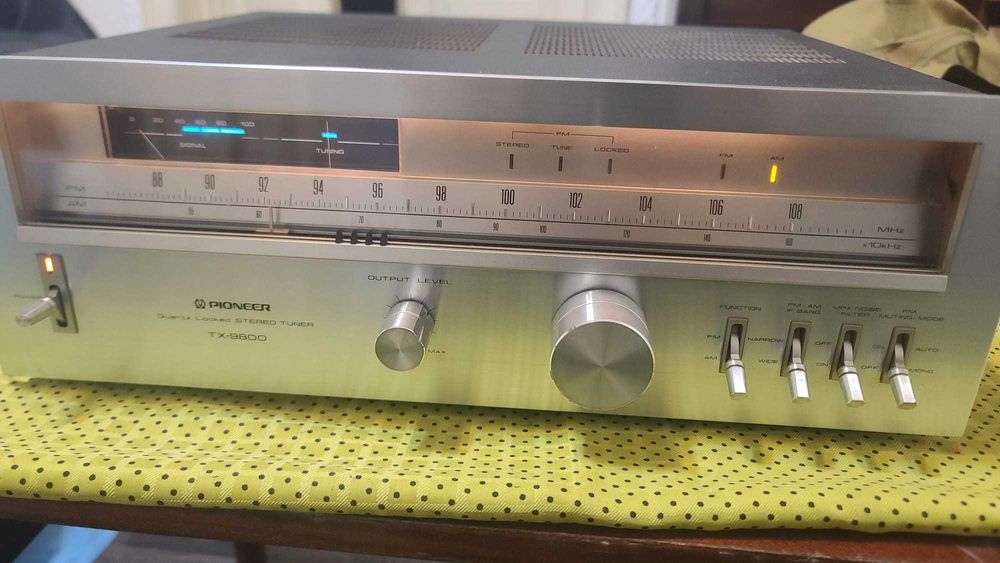 0 20 40 60 80 100
SIGNAL
TUNING
FM
STEREO TUNE LOCKED
FM AM
FM 88 90 92 94 96 98 100 102 104 106 108 MHz
AM 55 60 70 80 90 100 120 140 160 x10kHz
POWER
PIONEER
Quartz Locked STEREO TUNER
TX-9800
OUTPUT LEVEL
MAX
FUNCTION
FM
AM
FM-AM
IF BAND
NARROW
WIDE
MPX NOISE
FILTER
OFF
ON
FM
MUTING/MODE
ON AUTO
OFF MONO